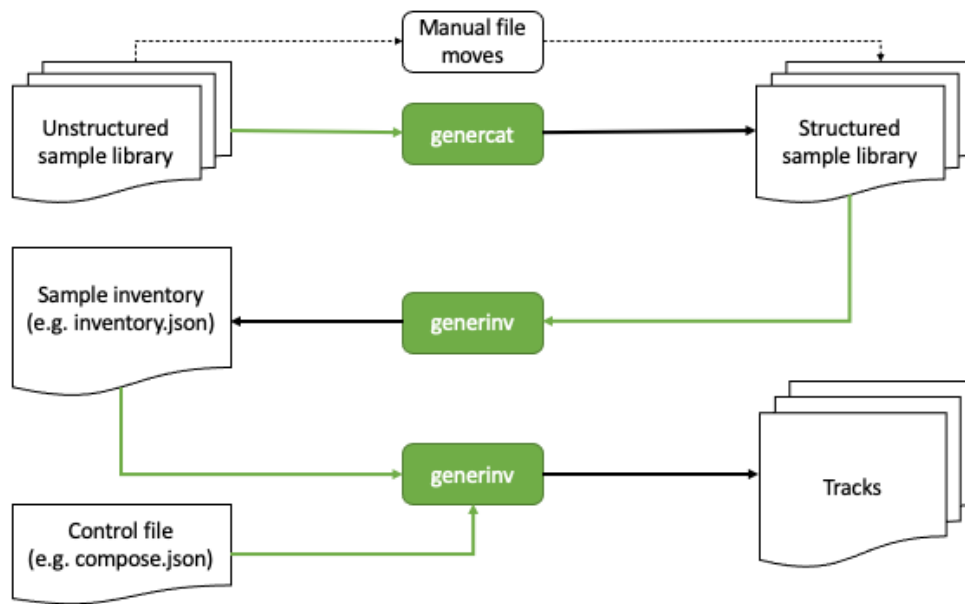 Manual file
moves
Unstructured
sample library
genercat
Structured
sample library
Sample inventory
(e.g. inventory.json)
generinv
generinv
Tracks
Control file
(e.g. compose.json)